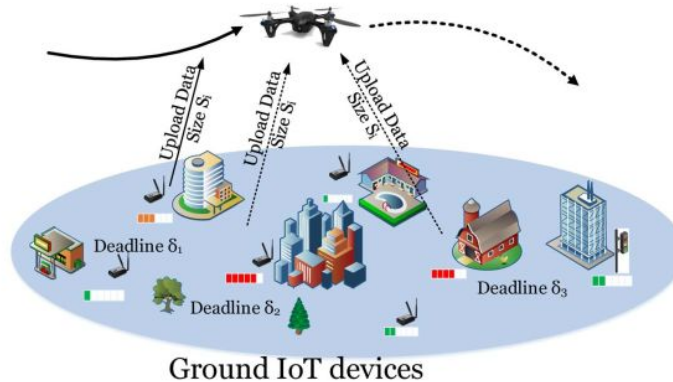 Upload Data
Size Si
Upload Data
Size Si
Upload Data
Size Si
Deadline δ1
Deadline δ2
Deadline δ3
Ground IoT devices